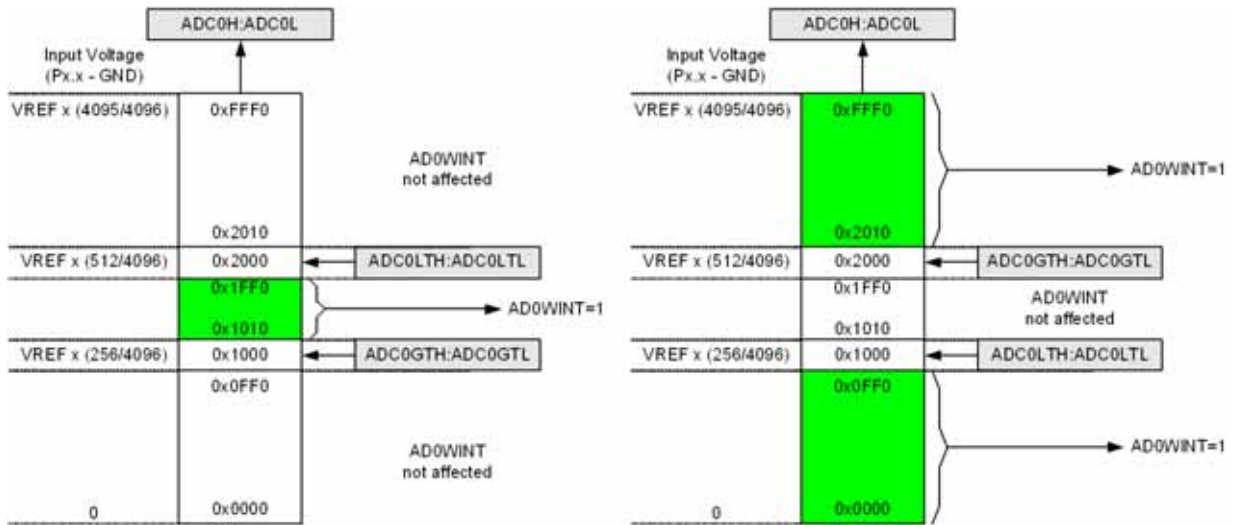 ADC0H:ADC0L
Input Voltage
(Px.x - GND)
VREF x (4095/4096)
0xFFF0
AD0WINT
not affected
0x2010
VREF x (512/4096)
0x2000
ADC0LTH:ADC0LTL
0x1FF0
AD0WINT=1
0x1010
VREF x (256/4096)
0x1000
ADC0GTH:ADC0GTL
0x0FF0
AD0WINT
not affected
0
0x0000
ADC0H:ADC0L
Input Voltage
(Px.x - GND)
VREF x (4095/4096)
0xFFF0
AD0WINT=1
0x2010
VREF x (512/4096)
0x2000
ADC0GTH:ADC0GTL
0x1FF0
AD0WINT
not affected
0x1010
VREF x (256/4096)
0x1000
ADC0LTH:ADC0LTL
0x0FF0
AD0WINT=1
0
0x0000